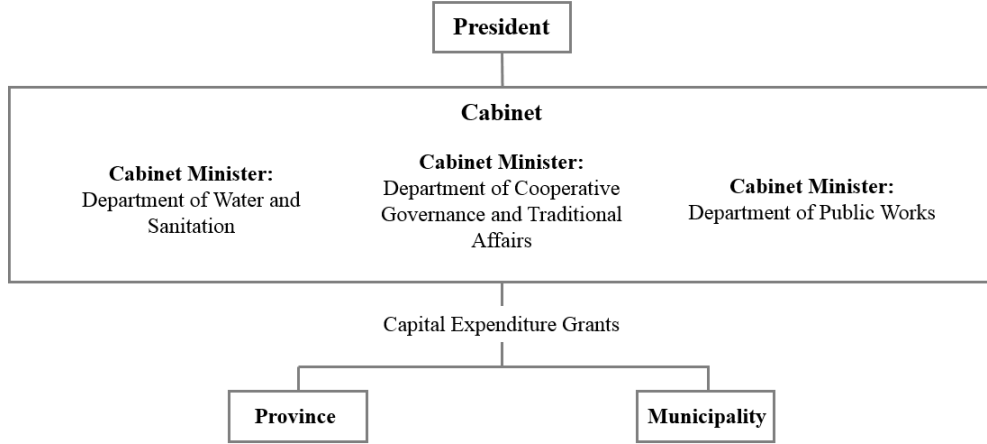 President
Cabinet
Cabinet Minister:
Department of Water and
Sanitation
Cabinet Minister:
Department of Cooperative
Governance and Traditional
Affairs
Cabinet Minister:
Department of Public Works
Capital Expenditure Grants
Province
Municipality